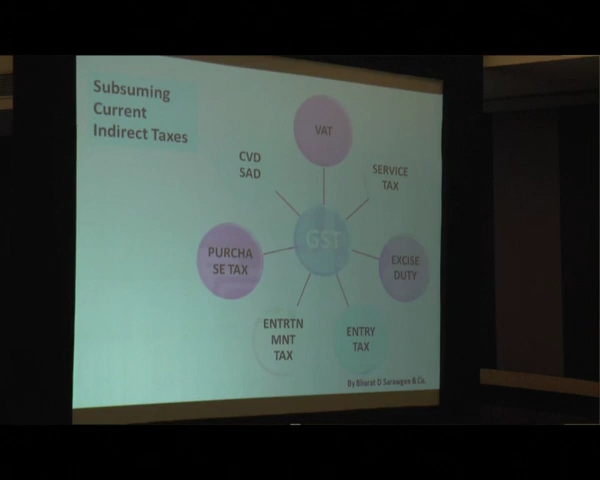 Subsuming
Current
Indirect Taxes
VAT
CVD
SAD
SERVICE
TAX
GST
PURCHA
SE TAX
EXCISE
DUTY
ENTRTN
MNT
TAX
ENTRY
TAX
By Bharat D Sarawgee & Co.